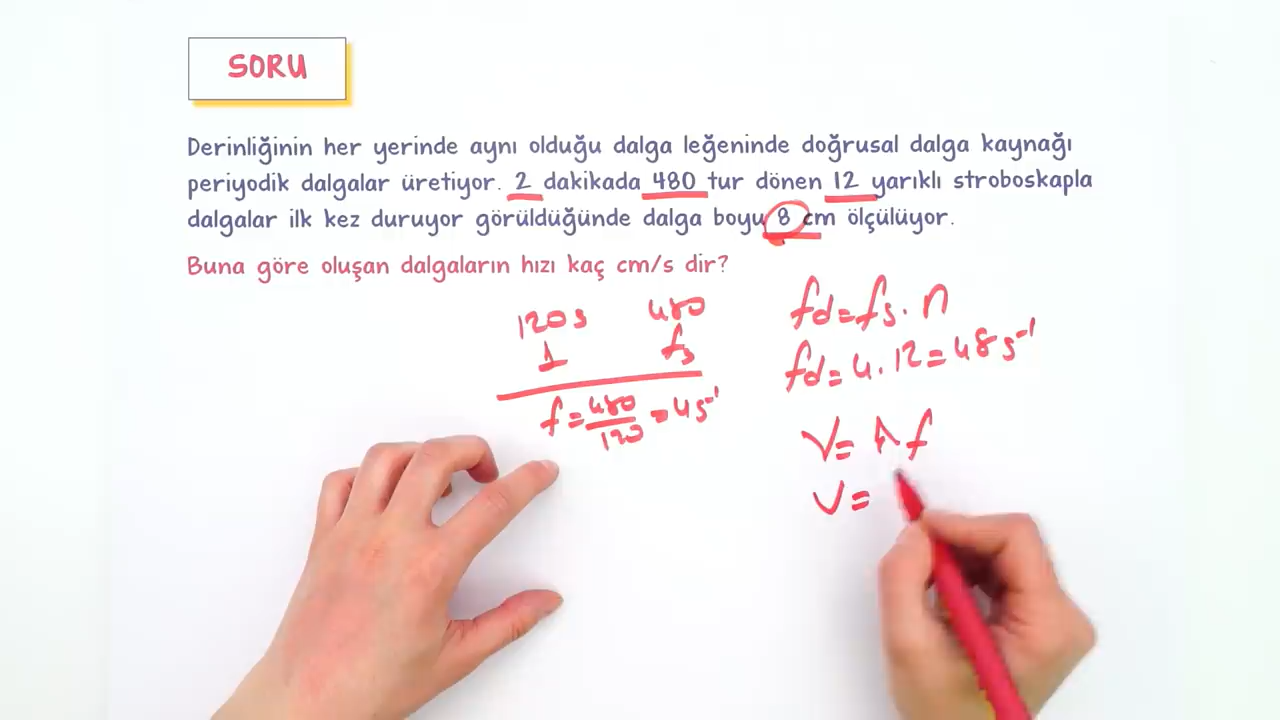 SORU
Derinliğinin her yerinde aynı olduğu dalga leğeninde doğrusal dalga kaynağı
periyodik dalgalar üretiyor. 2 dakikada 480 tur dönen 12 yarıklı stroboskapla
dalgalar ilk kez duruyor görüldüğünde dalga boyu 8 cm ölçülüyor.
Buna göre oluşan dalgaların hızı kaç cm/s dir?
120s 480
1 fs
f = 480/120 = 4s⁻¹
fd = fs . n
fd = 4 . 12 = 48 s⁻¹
V = λ f
V =